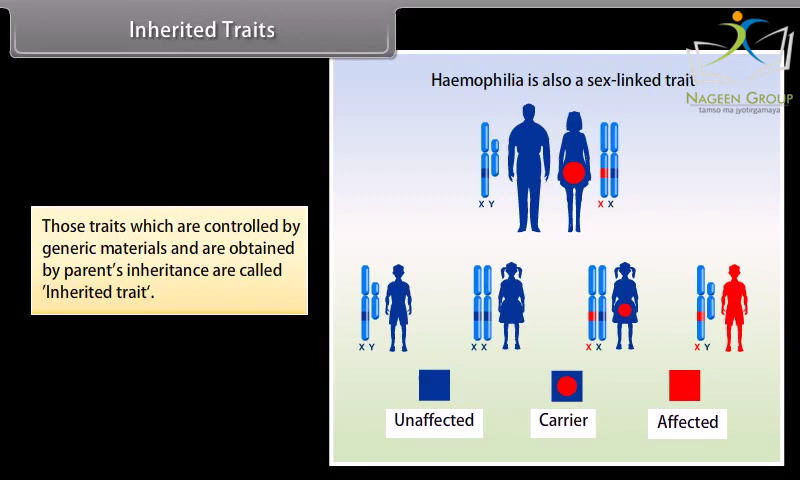 Inherited Traits
Haemophilia is also a sex-linked trait
NAGEEN GROUP
tamso ma jyotirgamaya
X Y
X X
Those traits which are controlled by
generic materials and are obtained
by parent's inheritance are called
'Inherited trait'.
X Y
X X
X X
X Y
Unaffected
Carrier
Affected